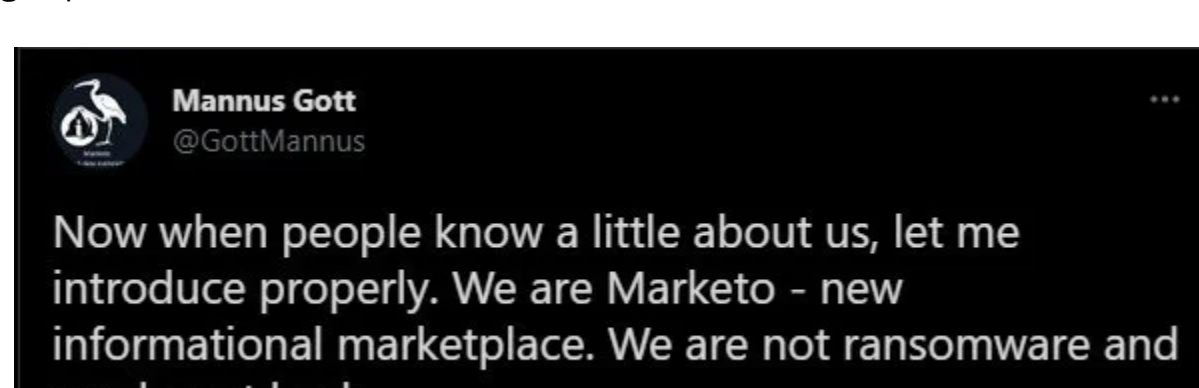 Mannus Gott
@GottMannus
Now when people know a little about us, let me
introduce properly. We are Marketo - new
informational marketplace. We are not ransomware and